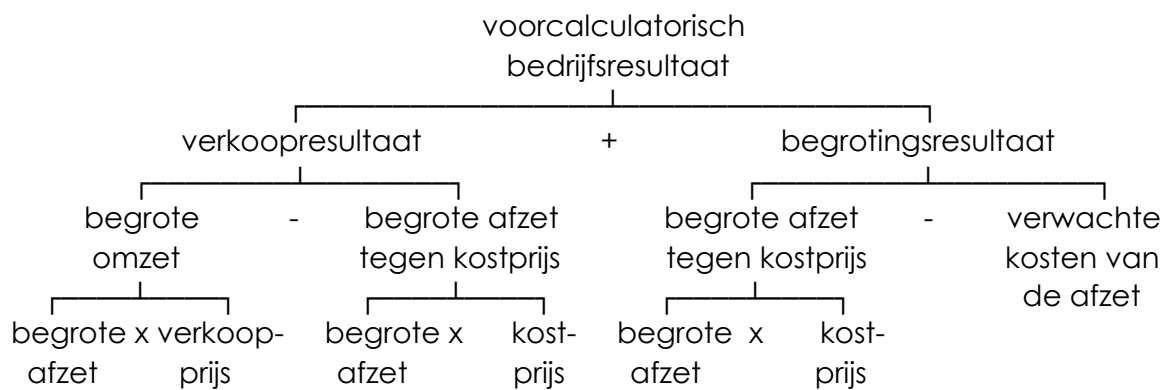 voorcalculatorisch
bedrijfsresultaat
verkoopresultaat + begrotingsresultaat
begrote - begrote afzet begrote afzet - verwachte
omzet tegen kostprijs tegen kostprijs kosten van
de afzet
begrote x verkoop- begrote x kost- begrote x kost-
afzet prijs afzet prijs afzet prijs